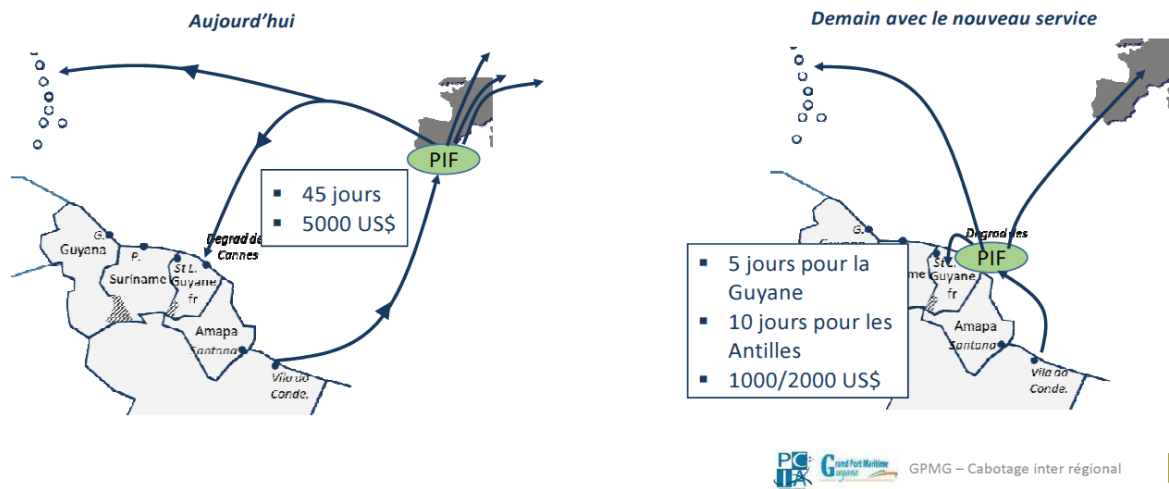 Aujourd'hui
Demain avec le nouveau service
PIF
45 jours
5000 US$
Degrad des
Cannes
G.
Guyana
P.
Suriname
St L.
Guyane
fr
Amapa
Santana
Vila do
Conde.
G.
Guyana
Degrad des
PIF
5 jours pour la
Guyane
10 jours pour les
Antilles
1000/2000 US$
me
St L.
Guyane
fr
Amapa
Santana
Vila do
Conde.
PCIA
Grand Port Maritime
Guyane
GPMG – Cabotage inter régional